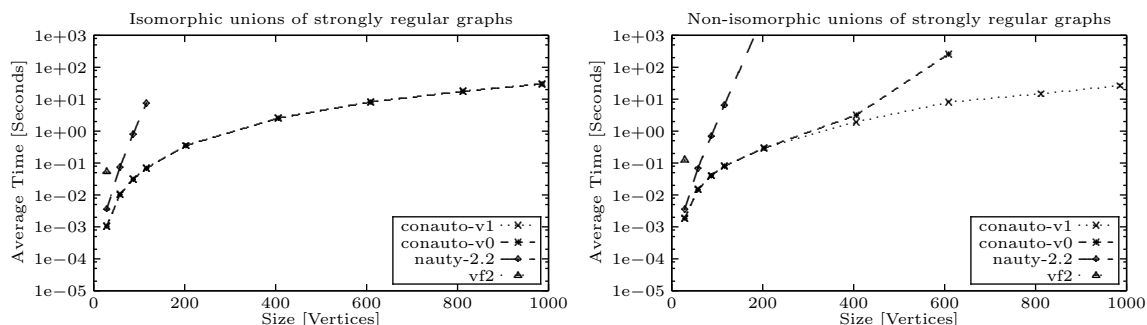 Isomorphic unions of strongly regular graphs
1e+03
1e+02
1e+01
1e+00
1e−01
1e−02
1e−03
1e−04
1e−05
Average Time [Seconds]
0 200 400 600 800 1000
Size [Vertices]
conauto-v1
conauto-v0
nauty-2.2
vf2
Non-isomorphic unions of strongly regular graphs
1e+03
1e+02
1e+01
1e+00
1e−01
1e−02
1e−03
1e−04
1e−05
Average Time [Seconds]
0 200 400 600 800 1000
Size [Vertices]
conauto-v1
conauto-v0
nauty-2.2
vf2